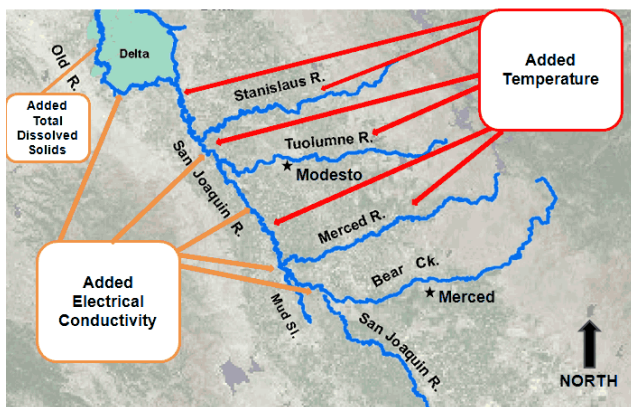 Delta
Old R.
Added
Total
Dissolved
Solids
Added
Temperature
Stanislaus R.
Tuolumne R.
Modesto
San Joaquin R.
Merced R.
Bear Ck.
Merced
Added
Electrical
Conductivity
Mud Sl.
San Joaquin R.
NORTH